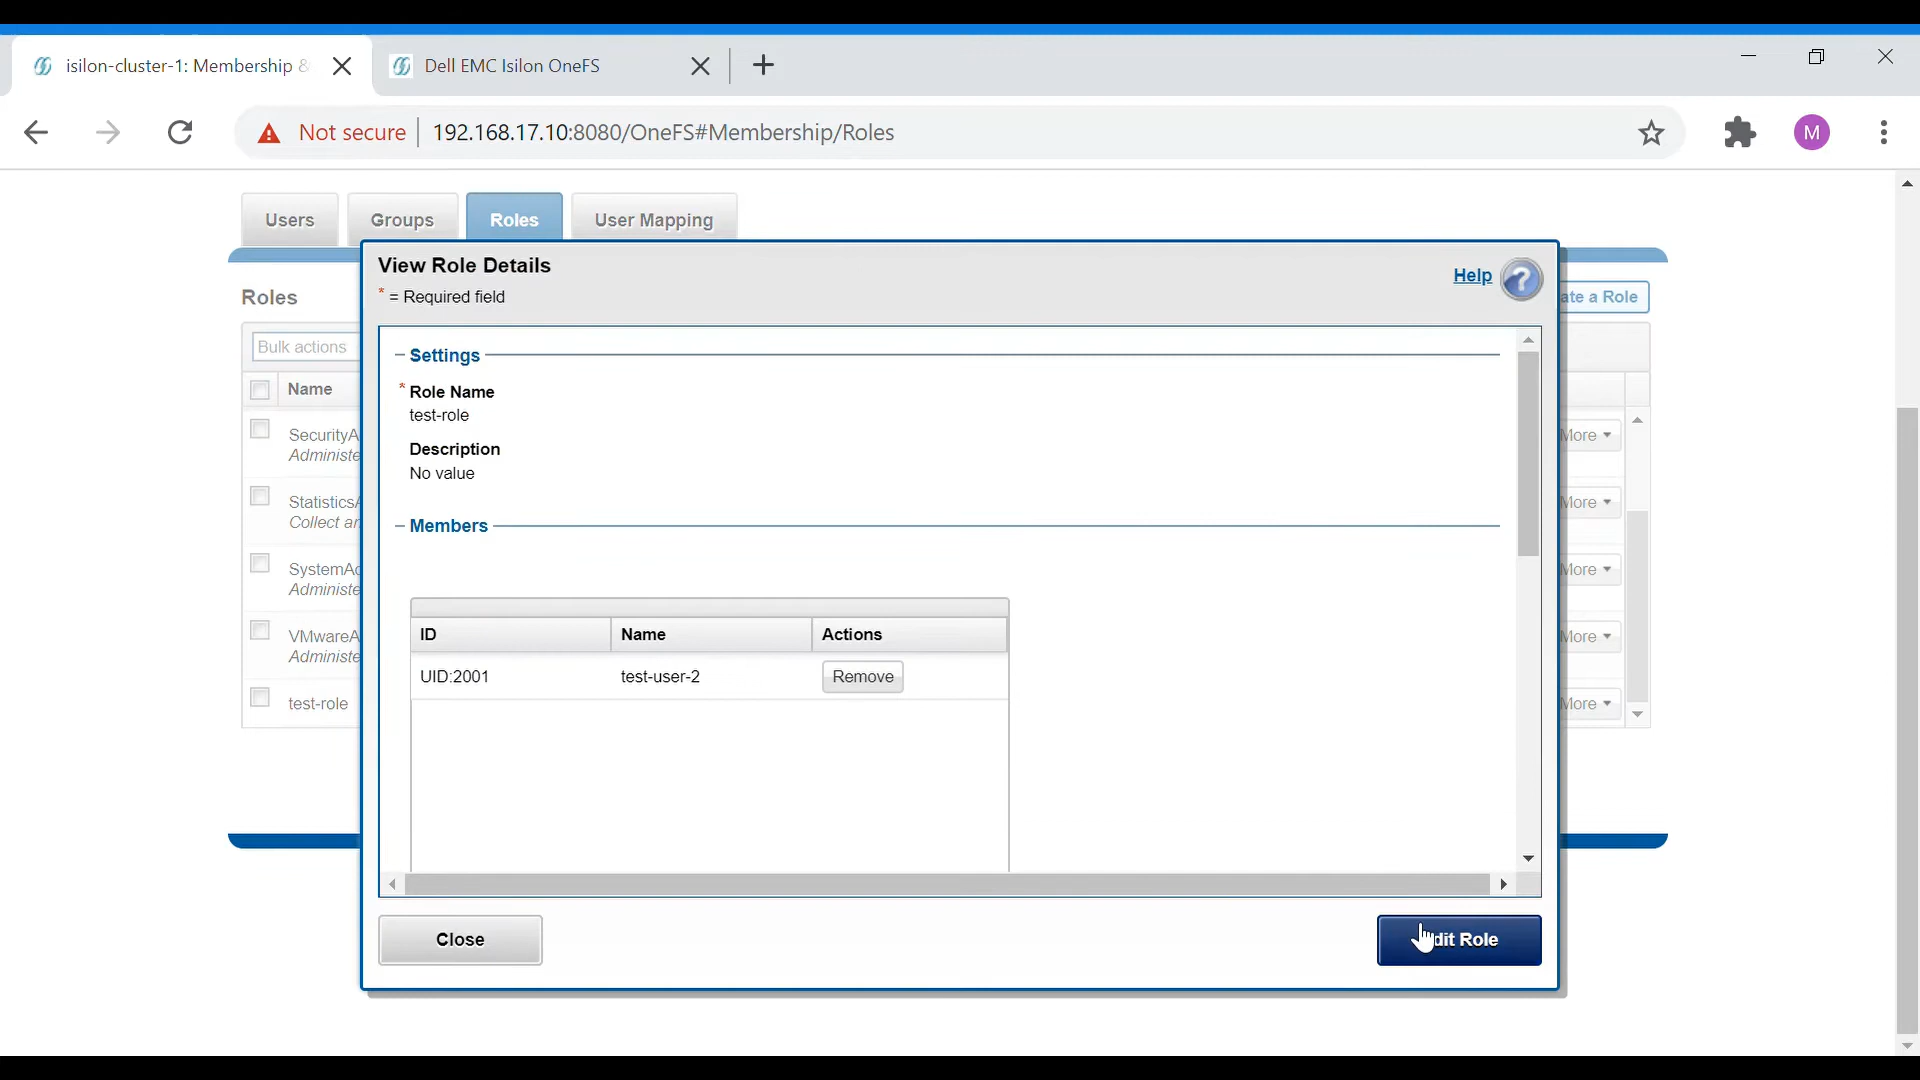 isilon-cluster-1: Membership &
Dell EMC Isilon OneFS
Not secure
192.168.17.10:8080/OneFS#Membership/Roles
M
Users
Groups
Roles
User Mapping
View Role Details
* = Required field
Help
?
Roles
ate a Role
Bulk actions
Name
Settings
* Role Name
test-role
Description
No value
SecurityA
Administe
More
StatisticsA
Collect an
More
Members
SystemAd
Administe
More
ID
Name
Actions
VMwareA
Administe
More
UID:2001
test-user-2
Remove
test-role
More
Close
dit Role